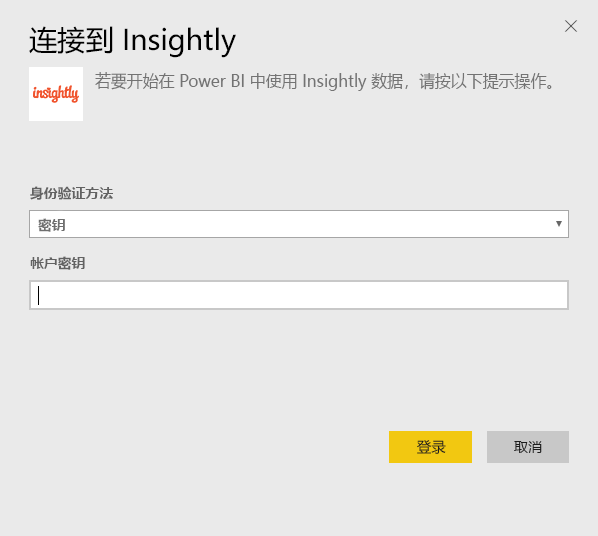 连接到 Insightly
insightly
若要开始在 Power BI 中使用 Insightly 数据，请按以下提示操作。
身份验证方法
密钥
帐户密钥
登录
取消